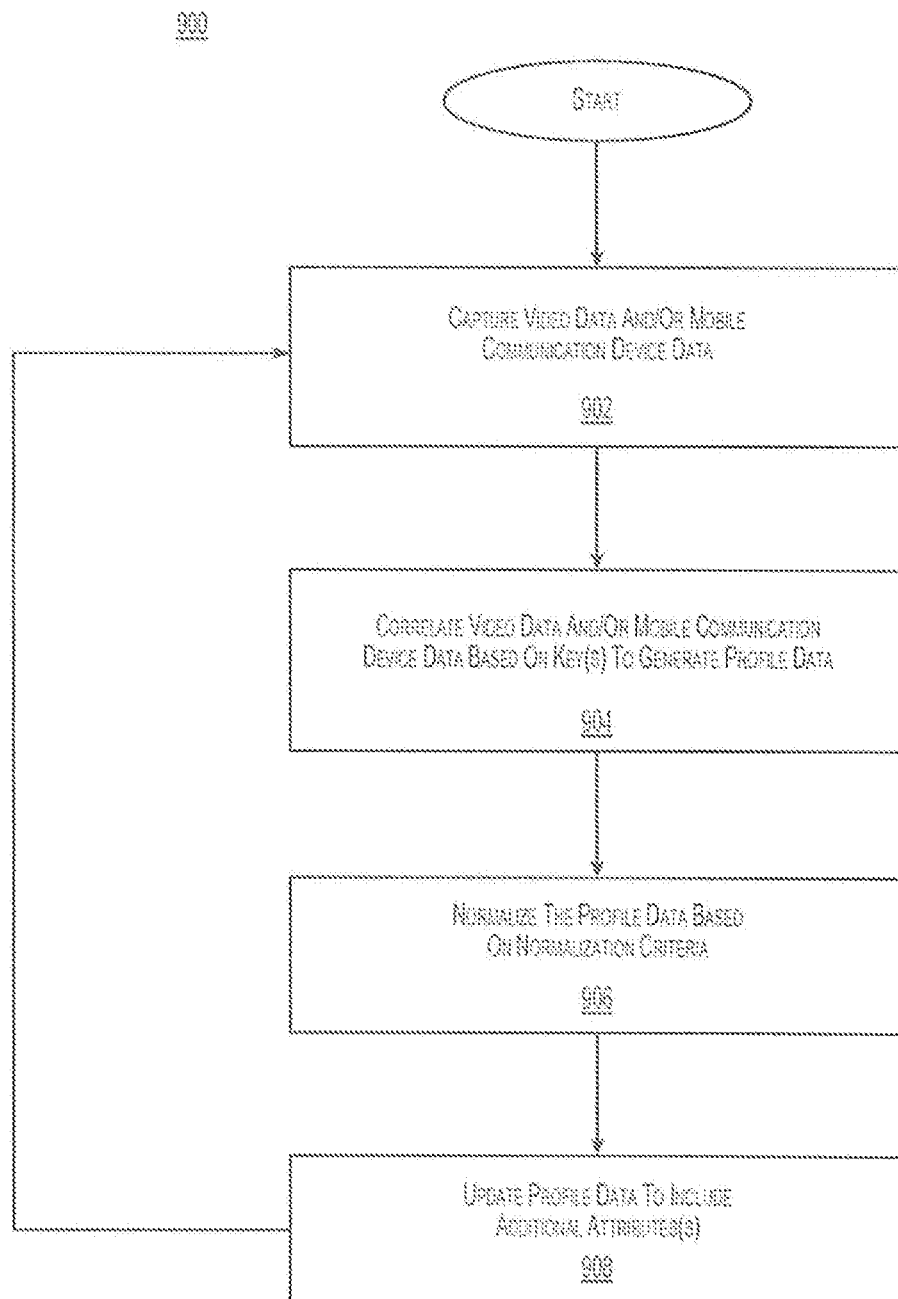 900
START
CAPTURE VIDEO DATA AND/OR MOBILE
COMMUNICATION DEVICE DATA
902
CORRELATE VIDEO DATA AND/OR MOBILE COMMUNICATION
DEVICE DATA BASED ON KEY(S) TO GENERATE PROFILE DATA
904
NORMALIZE THE PROFILE DATA BASED
ON NORMALIZATION CRITERIA
906
UPDATE PROFILE DATA TO INCLUDE
ADDITIONAL ATTRIBUTES(S)
908